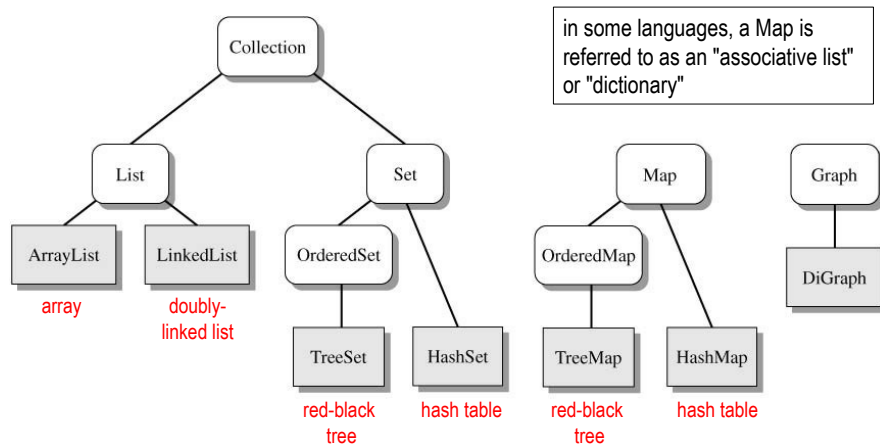 in some languages, a Map is
referred to as an "associative list"
or "dictionary"
Collection
List
Set
Map
Graph
ArrayList
LinkedList
OrderedSet
OrderedMap
DiGraph
array
doubly-
linked list
TreeSet
HashSet
TreeMap
HashMap
red-black
tree
hash table
red-black
tree
hash table